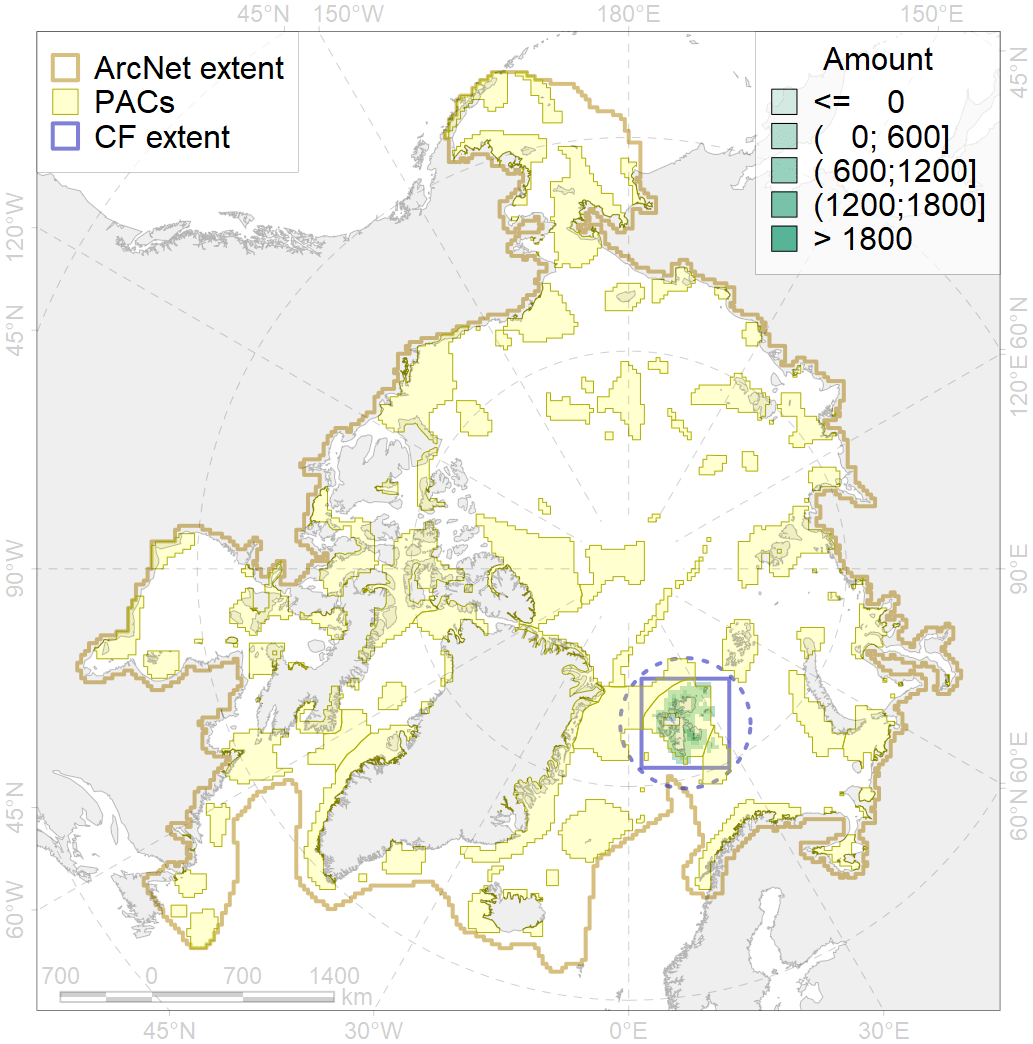 45°N 150°W 180°E 150°E
ArcNet extent
PACs
CF extent
Amount
<= 0
( 0; 600]
( 600;1200]
(1200;1800]
> 1800
45°N
120°W
60°N
45°N
120°E
90°W
90°E
60°E
45°N
60°N
60°W
700 0 700 1400
km
45°W 30°W 0°E 30°E